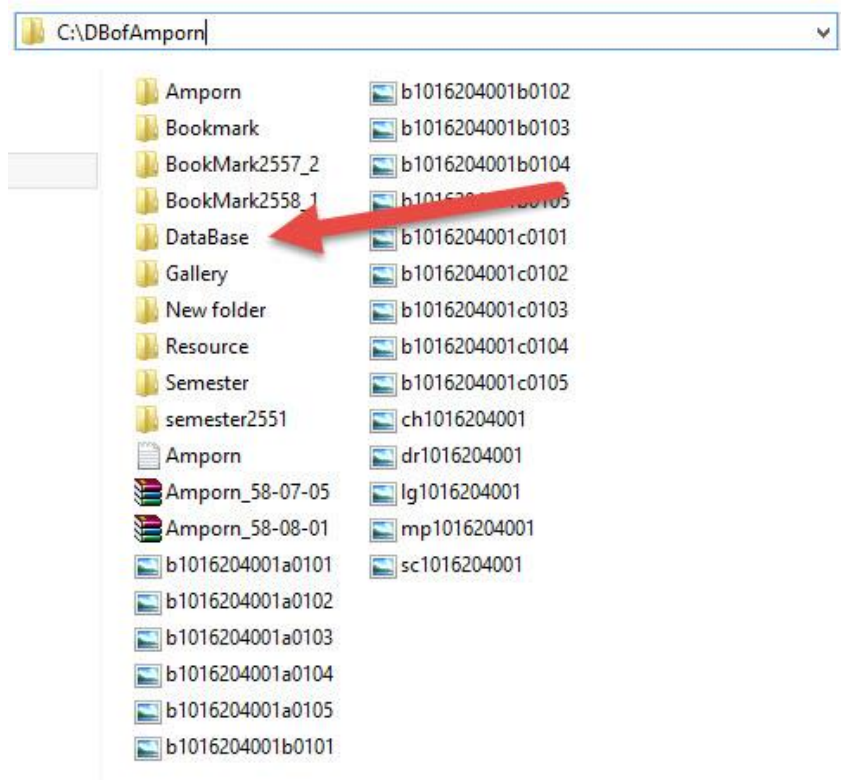 C:\DBofAmporn
Amporn
Bookmark
BookMark2557_2
BookMark2558_1
DataBase
Gallery
New folder
Resource
Semester
semester2551
Amporn
Amporn_58-07-05
Amporn_58-08-01
b1016204001a0101
b1016204001a0102
b1016204001a0103
b1016204001a0104
b1016204001a0105
b1016204001b0101
b1016204001b0102
b1016204001b0103
b1016204001b0104
b1016204001b0105
b1016204001c0101
b1016204001c0102
b1016204001c0103
b1016204001c0104
b1016204001c0105
ch1016204001
dr1016204001
lg1016204001
mp1016204001
sc1016204001